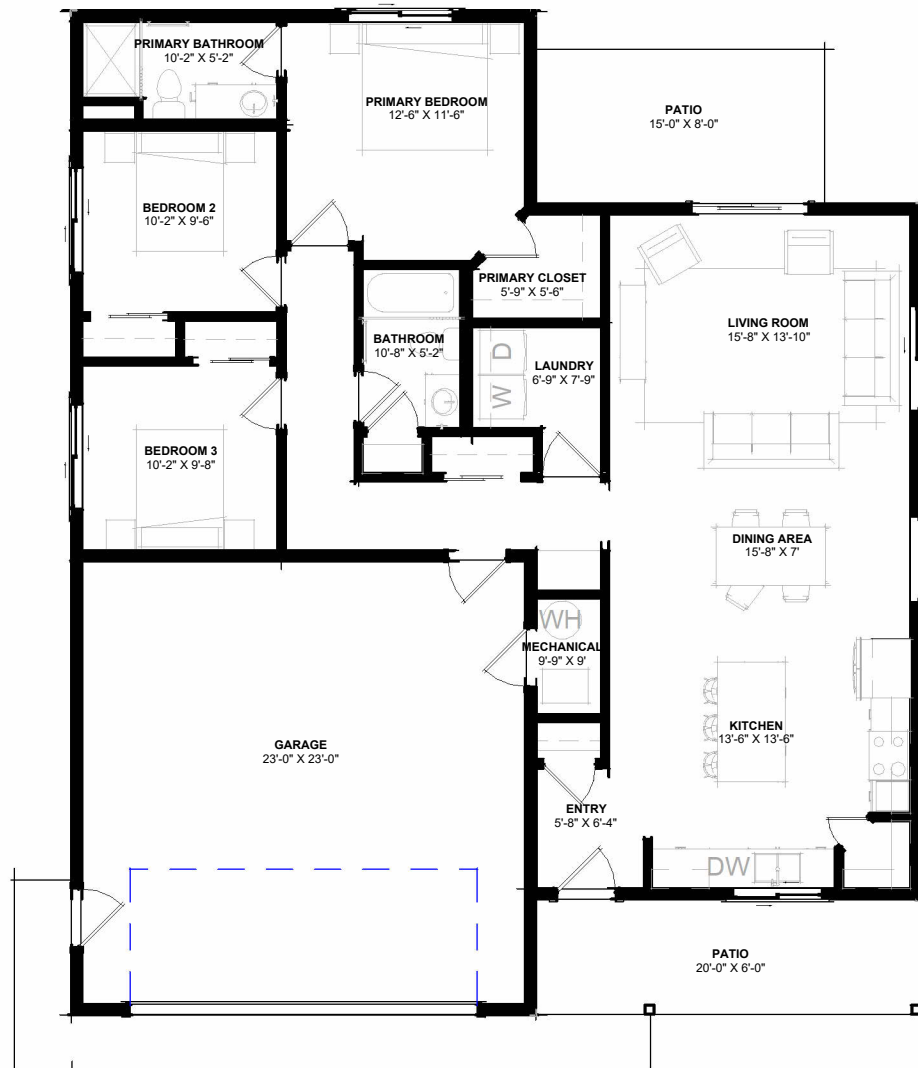 PRIMARY BATHROOM
10'-2" X 5'-2"
PRIMARY BEDROOM
12'-6" X 11'-6"
PATIO
15'-0" X 8'-0"
BEDROOM 2
10'-2" X 9'-6"
PRIMARY CLOSET
5'-9" X 5'-6"
LIVING ROOM
15'-8" X 13'-10"
BATHROOM
10'-8" X 5'-2"
D
W
LAUNDRY
6'-9" X 7'-9"
BEDROOM 3
10'-2" X 9'-8"
DINING AREA
15'-8" X 7'
WH
MECHANICAL
9'-9" X 9'
KITCHEN
13'-6" X 13'-6"
GARAGE
23'-0" X 23'-0"
ENTRY
5'-8" X 6'-4"
DW
PATIO
20'-0" X 6'-0"